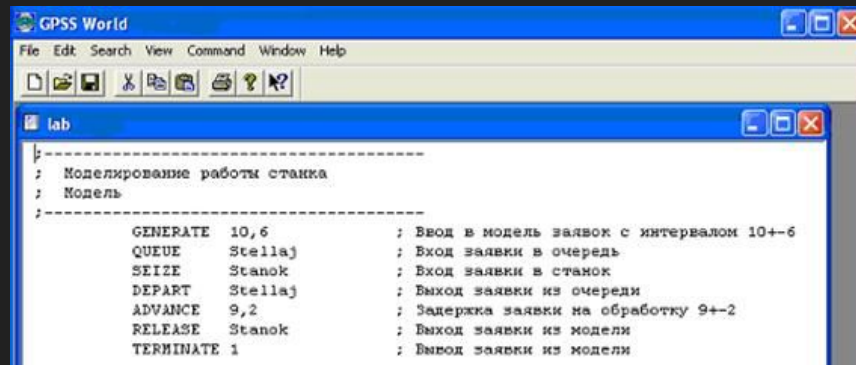 GPSS World
File Edit Search View Command Window Help
lab
;---------------------------------------
; Моделирование работы станка
; Модель
;---------------------------------------
GENERATE 10,6 ; Ввод в модель заявок с интервалом 10+-6
QUEUE Stellaj ; Вход заявки в очередь
SEIZE Stanok ; Вход заявки в станок
DEPART Stellaj ; Выход заявки из очереди
ADVANCE 9,2 ; Задержка заявки на обработку 9+-2
RELEASE Stanok ; Выход заявки из модели
TERMINATE 1 ; Вывод заявки из модели